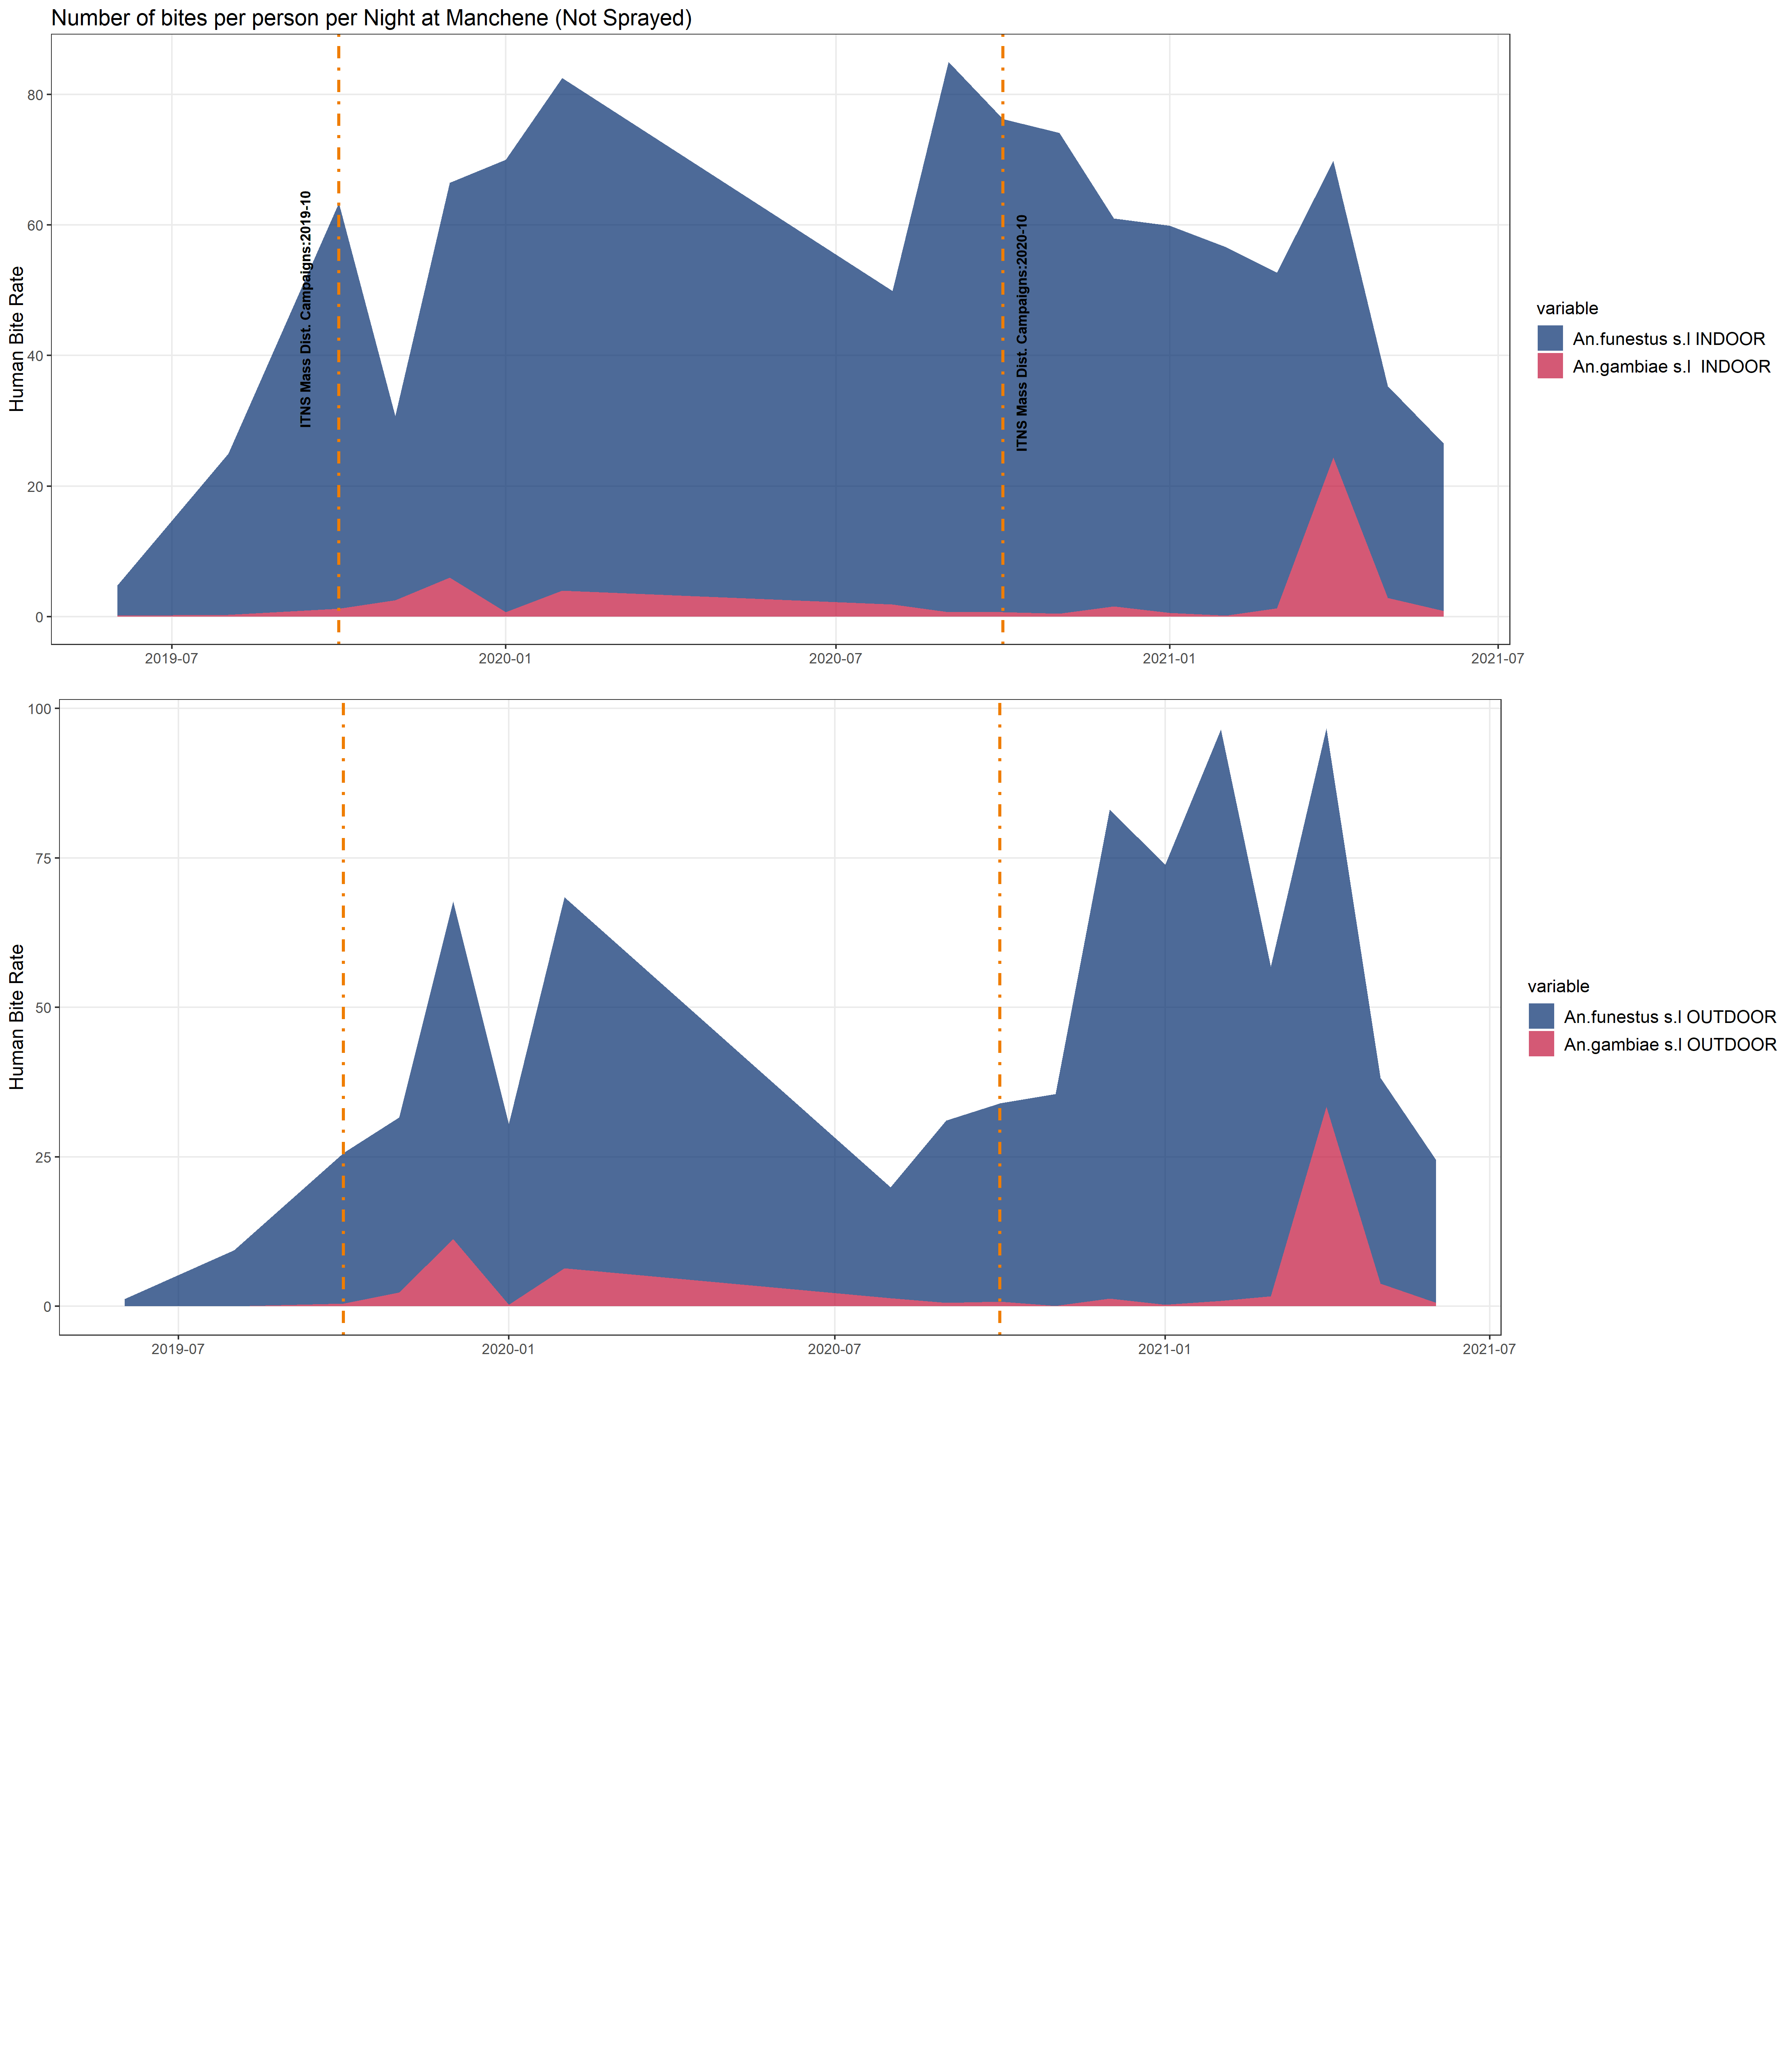 Number of bites per person per Night at Manchene (Not Sprayed)
Human Bite Rate
80
60
40
20
0
ITNS Mass Dist. Campaigns:2019-10
ITNS Mass Dist. Campaigns:2020-10
2019-07
2020-01
2020-07
2021-01
2021-07
variable
An.funestus s.l INDOOR
An.gambiae s.l  INDOOR
Human Bite Rate
100
75
50
25
0
2019-07
2020-01
2020-07
2021-01
2021-07
variable
An.funestus s.l OUTDOOR
An.gambiae s.l OUTDOOR